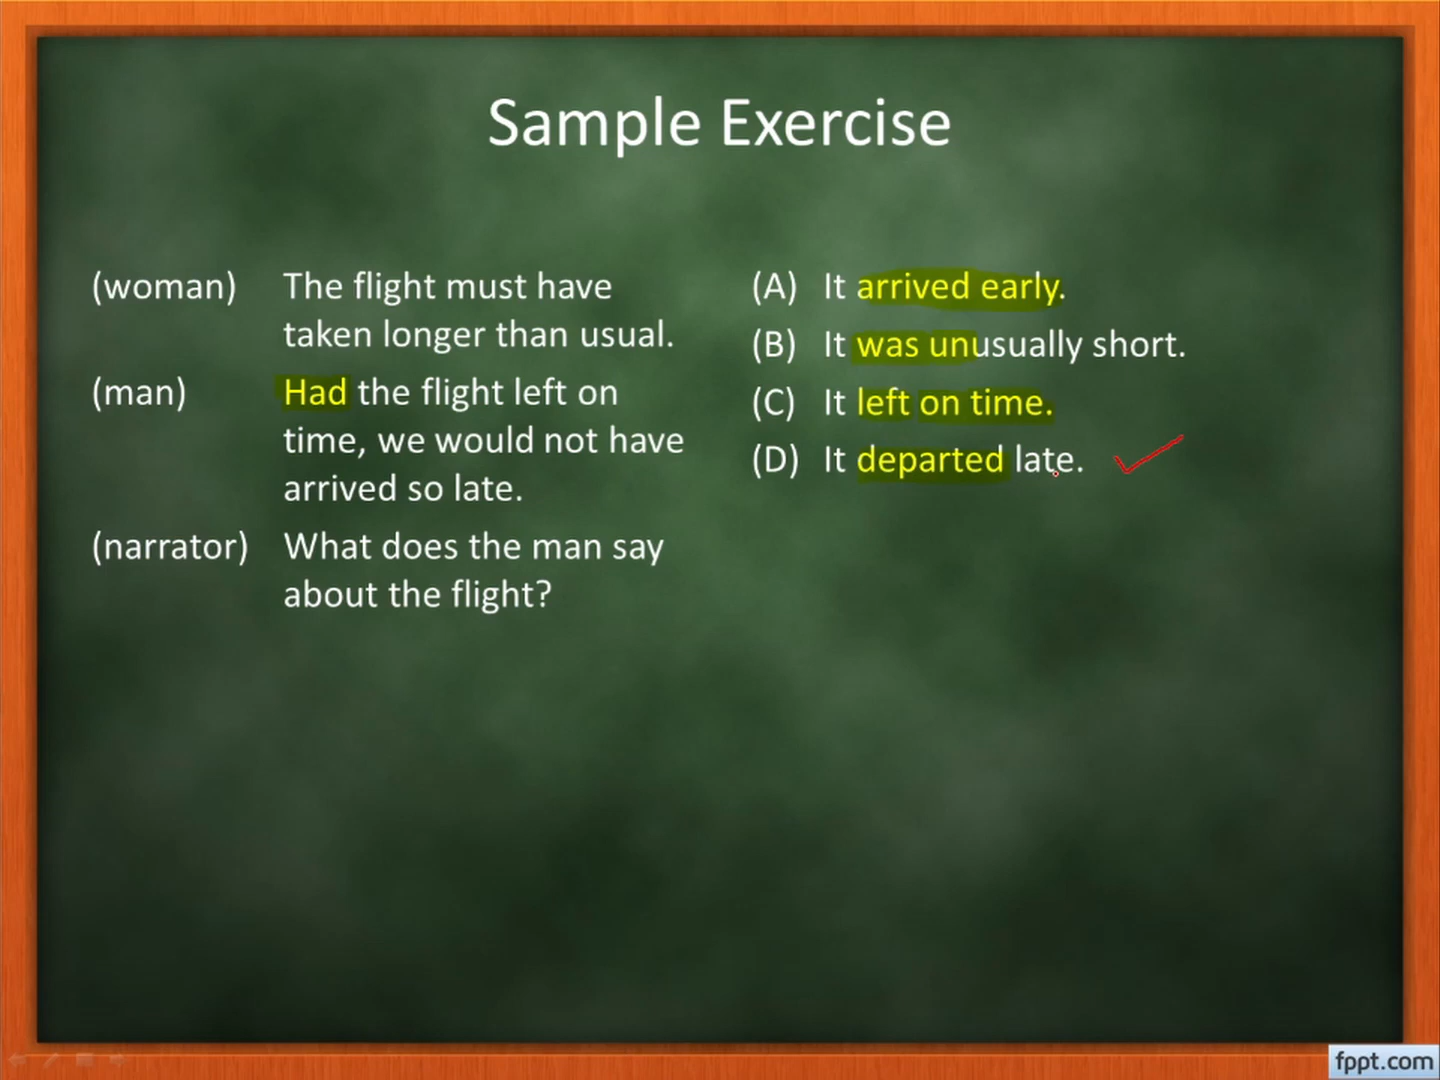 Sample Exercise
(woman) The flight must have
taken longer than usual.
(man) Had the flight left on
time, we would not have
arrived so late.
(narrator) What does the man say
about the flight?
(A) It arrived early.
(B) It was unusually short.
(C) It left on time.
(D) It departed late.
fppt.com